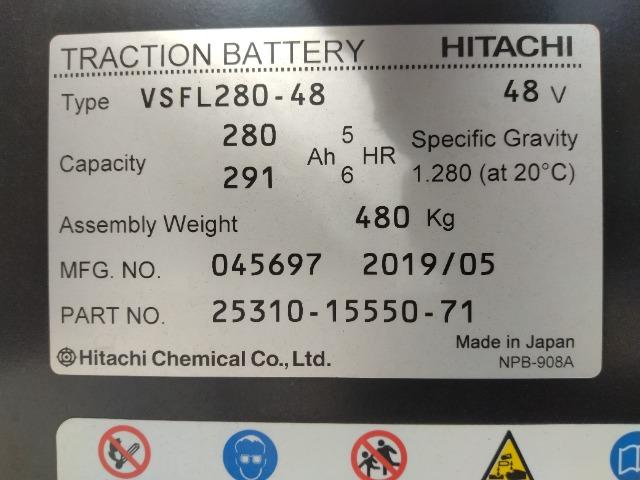 TRACTION BATTERY HITACHI
Type VSFL280-48 48 V
Capacity 280 Ah 5 HR Specific Gravity
291 6 1.280 (at 20°C)
Assembly Weight 480 Kg
MFG. NO. 045697 2019/05
PART NO. 25310-15550-71
Hitachi Chemical Co., Ltd. Made in Japan
NPB-908A